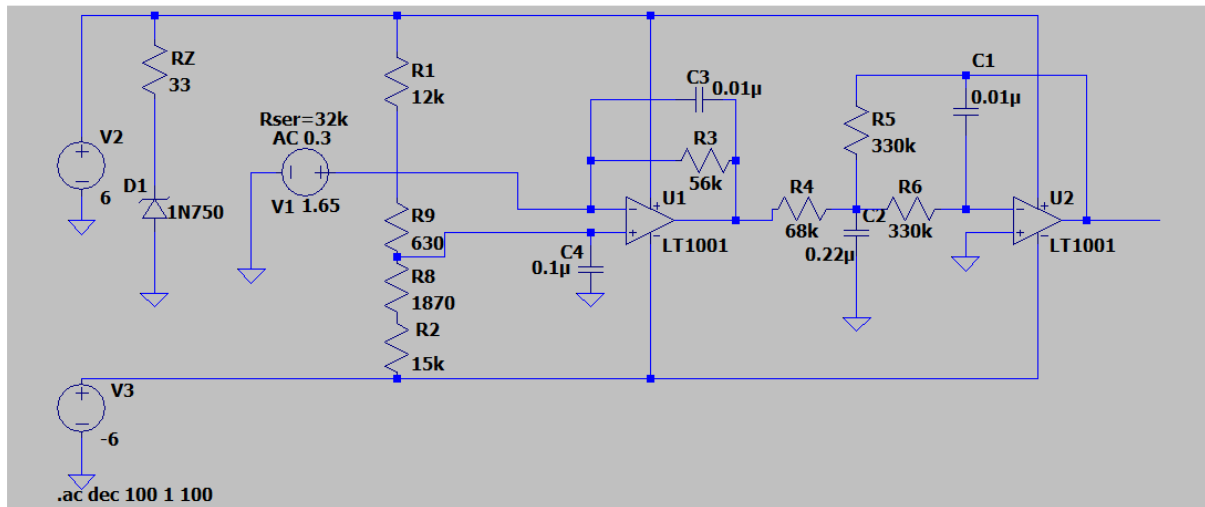 RZ
33
R1
12k
C3
0.01µ
C1
0.01µ
Rser=32k
AC 0.3
V1 1.65
V2
6
D1
1N750
R3
56k
R5
330k
U1
LT1001
R4
68k
R6
330k
C2
0.22µ
U2
LT1001
R9
630
C4
0.1µ
R8
1870
R2
15k
V3
-6
.ac dec 100 1 100